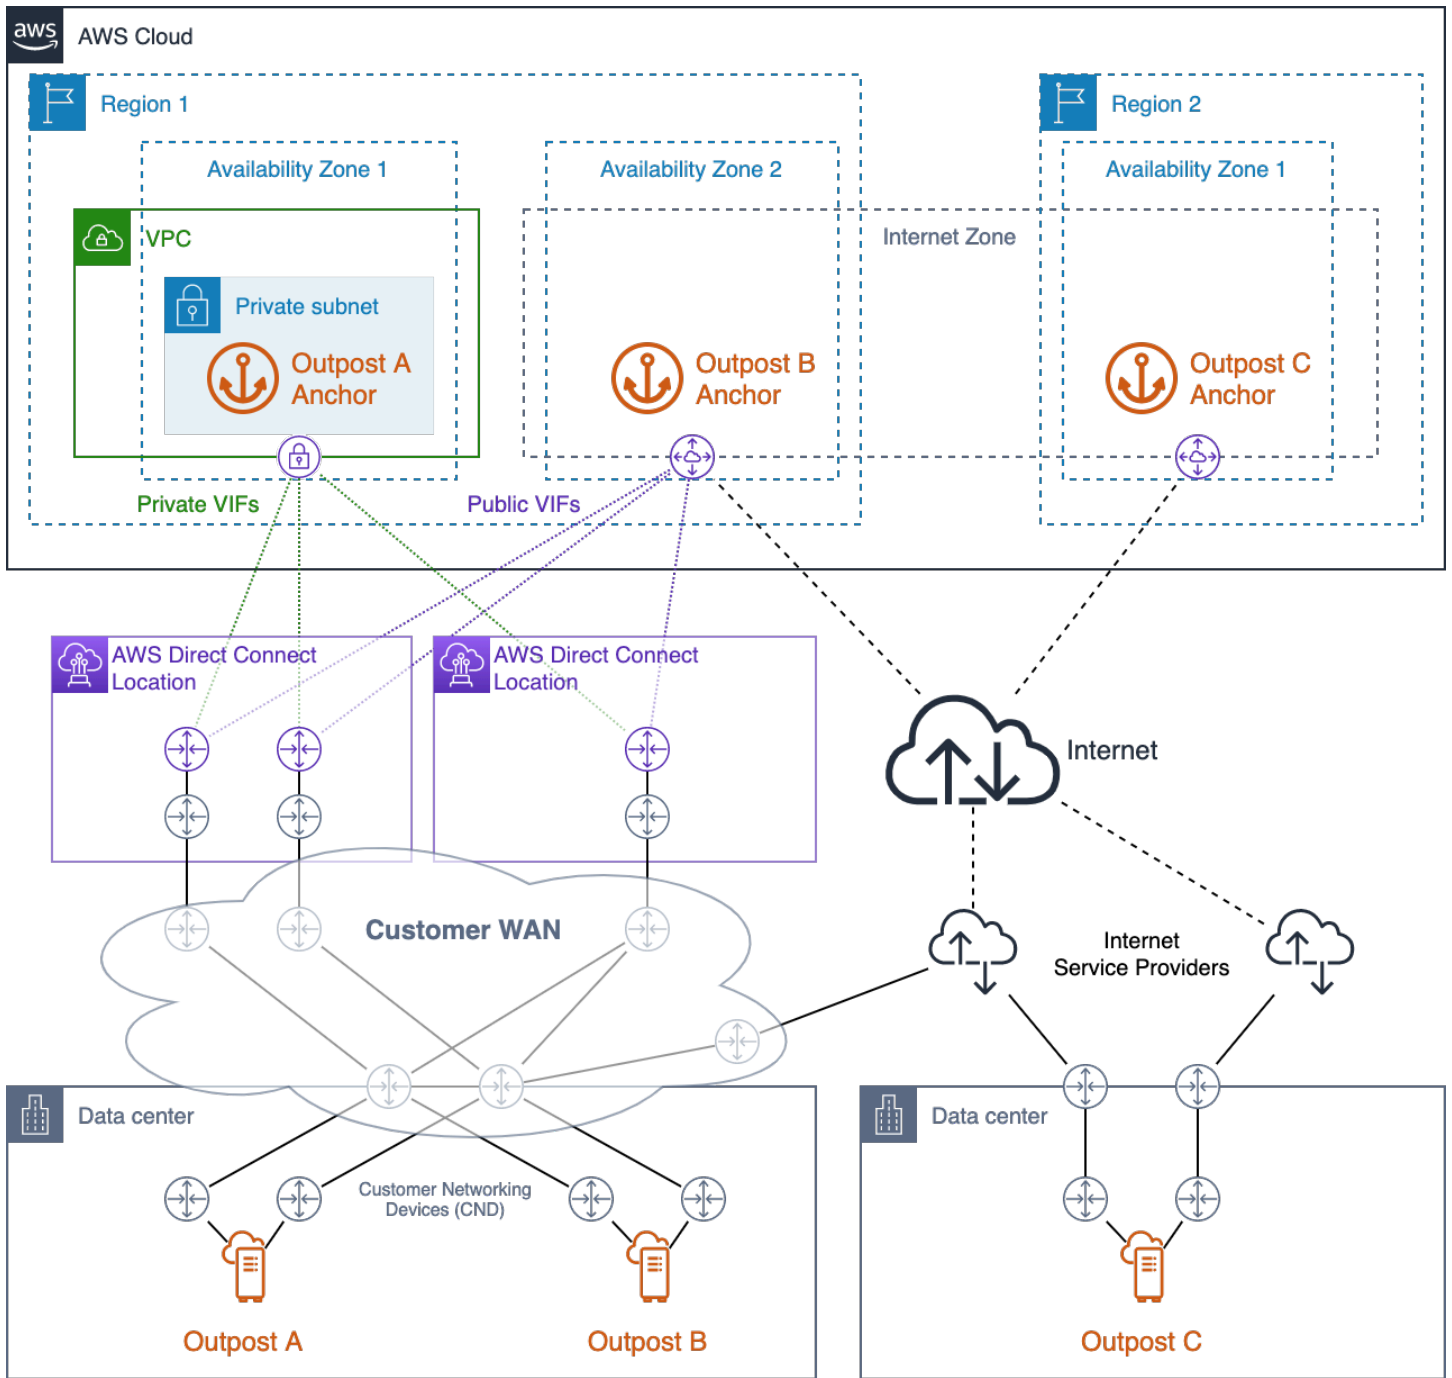 aws
AWS Cloud
Region 1
Region 2
Availability Zone 1
Availability Zone 2
Availability Zone 1
VPC
Internet Zone
Private subnet
Outpost A
Anchor
Outpost B
Anchor
Outpost C
Anchor
Private VIFs
Public VIFs
AWS Direct Connect
Location
AWS Direct Connect
Location
Internet
Customer WAN
Internet
Service Providers
Data center
Data center
Customer Networking
Devices (CND)
Outpost A
Outpost B
Outpost C